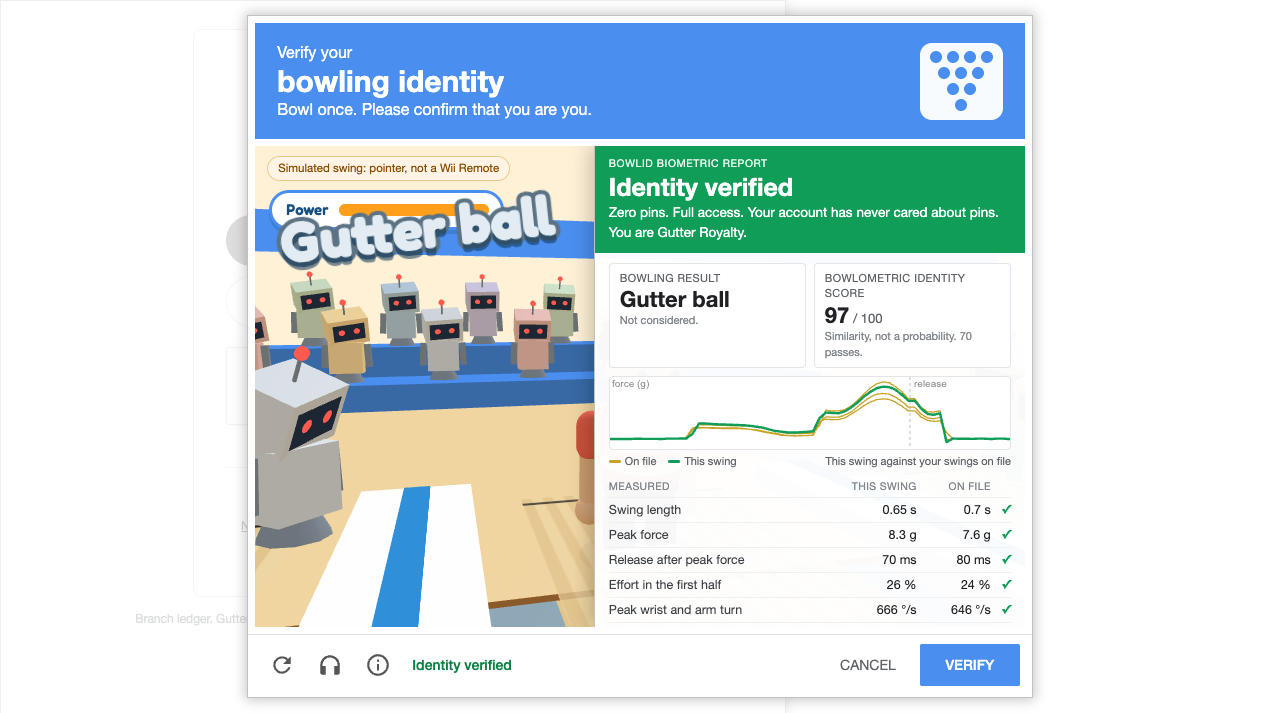 Verify your
bowling identity
Bowl once. Please confirm that you are you.
Simulated swing: pointer, not a Wii Remote
Power
Gutter ball
BOWLID BIOMETRIC REPORT
Identity verified
Zero pins. Full access. Your account has never cared about pins.
You are Gutter Royalty.
BOWLING RESULT
Gutter ball
Not considered.
BOWLOMETRIC IDENTITY
SCORE
97 / 100
Similarity, not a probability. 70
passes.
force (g)
release
On file
This swing
This swing against your swings on file
MEASURED THIS SWING ON FILE
Swing length 0.65 s 0.7 s ✓
Peak force 8.3 g 7.6 g ✓
Release after peak force 70 ms 80 ms ✓
Effort in the first half 26 % 24 % ✓
Peak wrist and arm turn 666 °/s 646 °/s ✓
Branch ledger.
Identity verified
CANCEL
VERIFY